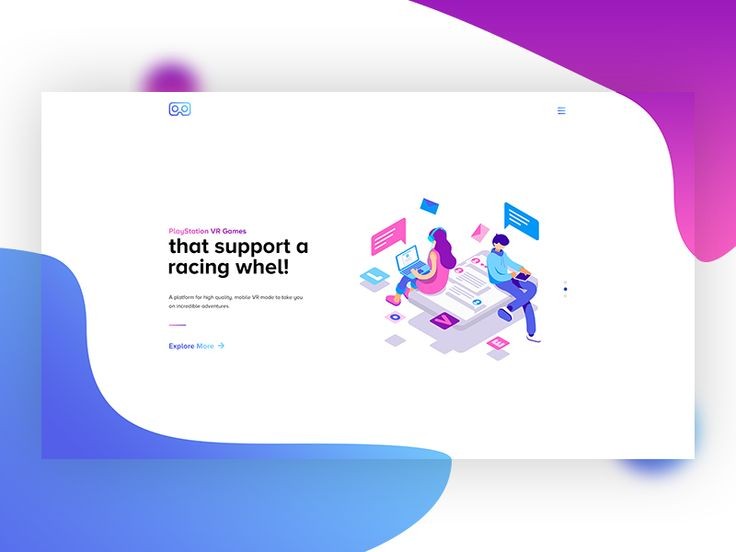 PlayStation VR Games
that support a
racing whel!
A platform for high quality, mobile VR made to take you
on incredible adventures.
Explore More →